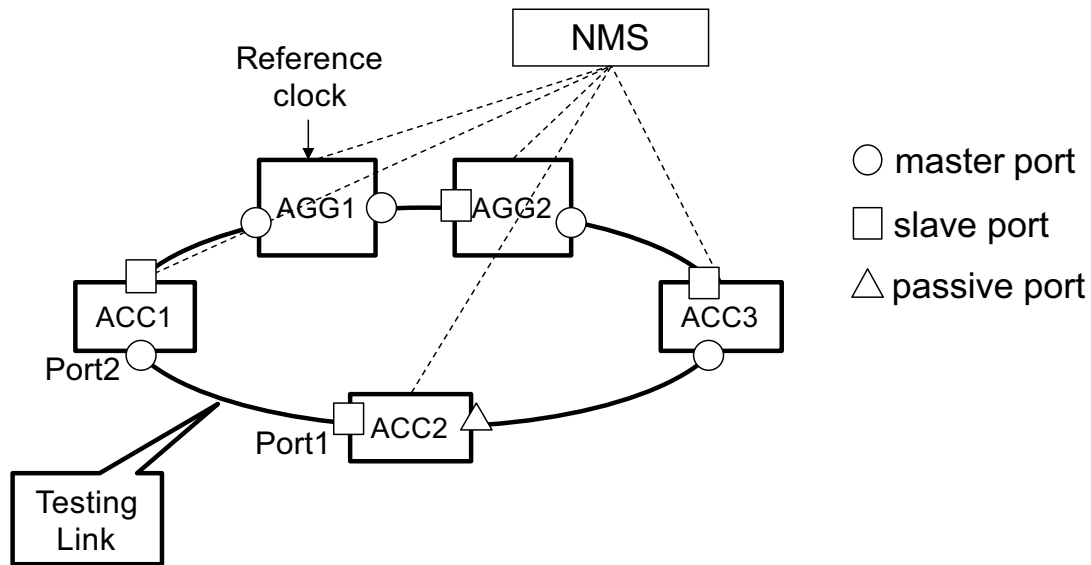 NMS
Reference
clock
AGG1
AGG2
master port
slave port
passive port
ACC1
ACC3
Port2
Port1
ACC2
Testing
Link